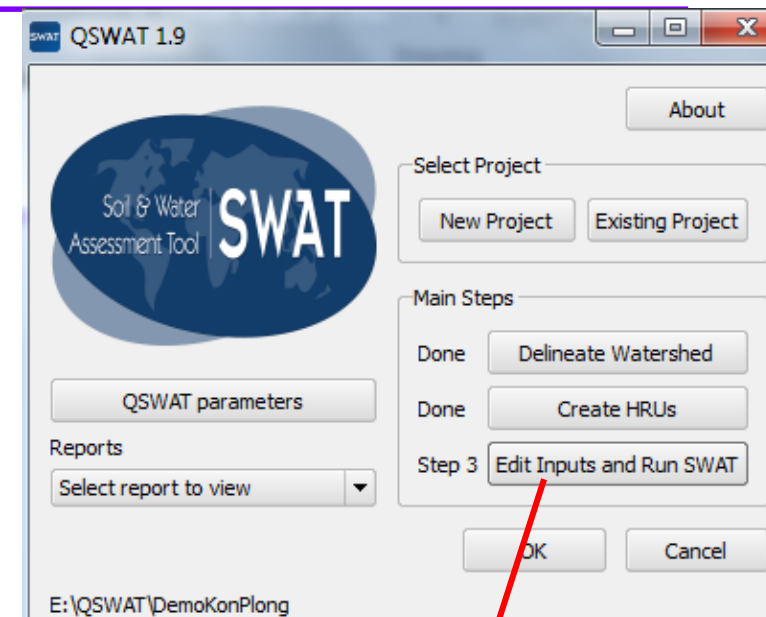 SWAT QSWAT 1.9
About
Soil & Water
Assessment Tool
SWAT
Select Project
New Project Existing Project
Main Steps
Done Delineate Watershed
QSWAT parameters
Done Create HRUs
Reports
Select report to view
Step 3 Edit Inputs and Run SWAT
OK Cancel
E:\QSWAT\DemoKonPlong